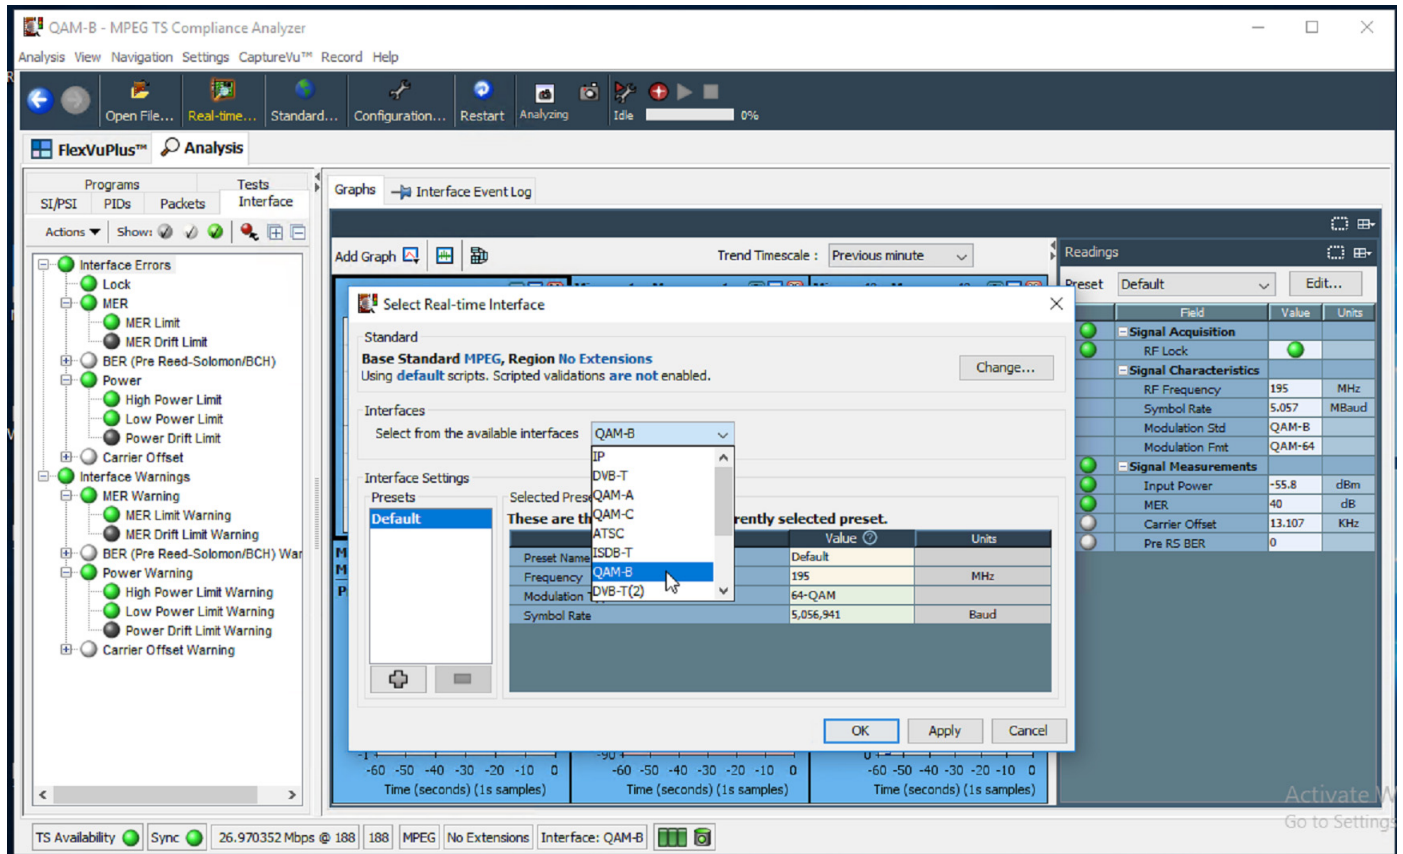 QAM-B - MPEG TS Compliance Analyzer
Analysis View Navigation Settings CaptureVu™ Record Help
Open File... Real-time... Standard... Configuration... Restart Analyzing Idle 0%
FlexVuPlus™ Analysis
Programs Tests
SI/PSI PIDs Packets Interface
Actions Show:
Interface Errors
Lock
MER
MER Limit
MER Drift Limit
BER (Pre Reed-Solomon/BCH)
Power
High Power Limit
Low Power Limit
Power Drift Limit
Carrier Offset
Interface Warnings
MER Warning
MER Limit Warning
MER Drift Limit Warning
BER (Pre Reed-Solomon/BCH) War
Power Warning
High Power Limit Warning
Low Power Limit Warning
Power Drift Limit Warning
Carrier Offset Warning
Graphs Interface Event Log
Add Graph Trend Timescale : Previous minute
Select Real-time Interface
Standard
Base Standard MPEG, Region No Extensions
Using default scripts. Scripted validations are not enabled.
Change...
Interfaces
Select from the available interfaces QAM-B
IP
DVB-T
QAM-A
QAM-C
ATSC
ISDB-T
QAM-B
DVB-T(2)
Interface Settings
Presets
Default
Selected Prese
These are th rently selected preset.
Value Units
Preset Name Default
Frequency 195 MHz
Modulation T 64-QAM
Symbol Rate 5,056,941 Baud
OK Apply Cancel
-60 -50 -40 -30 -20 -10 0
Time (seconds) (1s samples)
-60 -50 -40 -30 -20 -10 0
Time (seconds) (1s samples)
-60 -50 -40 -30 -20 -10 0
Time (seconds) (1s samples)
Readings
Preset Default Edit...
Field Value Units
Signal Acquisition
RF Lock
Signal Characteristics
RF Frequency 195 MHz
Symbol Rate 5.057 MBaud
Modulation Std QAM-B
Modulation Fmt QAM-64
Signal Measurements
Input Power -55.8 dBm
MER 40 dB
Carrier Offset 13.107 KHz
Pre RS BER 0
Activate W
Go to Settings
TS Availability Sync 26.970352 Mbps @ 188 188 MPEG No Extensions Interface: QAM-B